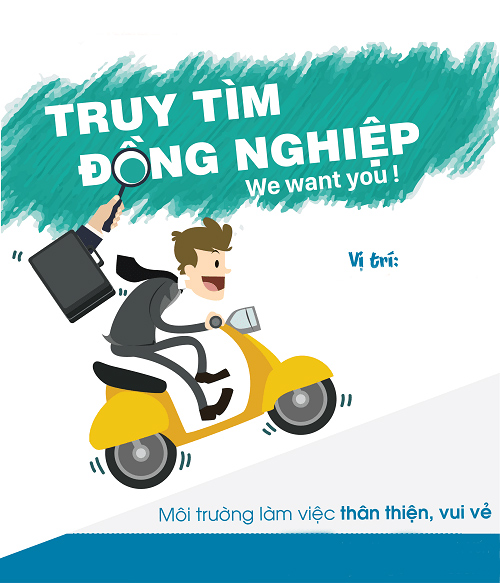 TRUY TÌM
ĐỒNG NGHIỆP
We want you !
Vị trí:
Môi trường làm việc thân thiện, vui vẻ